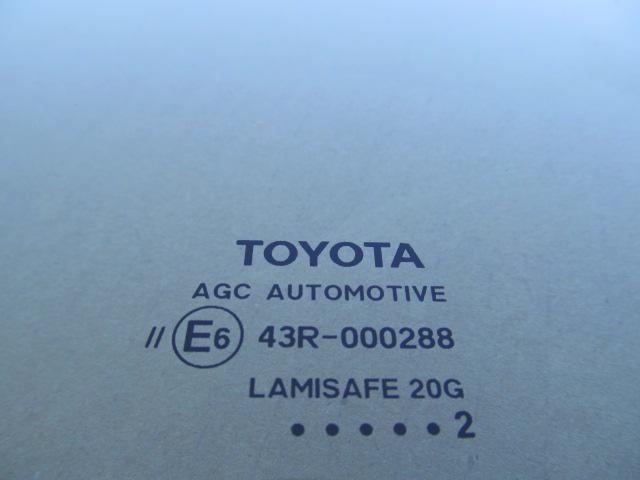 TOYOTA
AGC AUTOMOTIVE
// E6 43R-000288
LAMISAFE 20G
•••••2